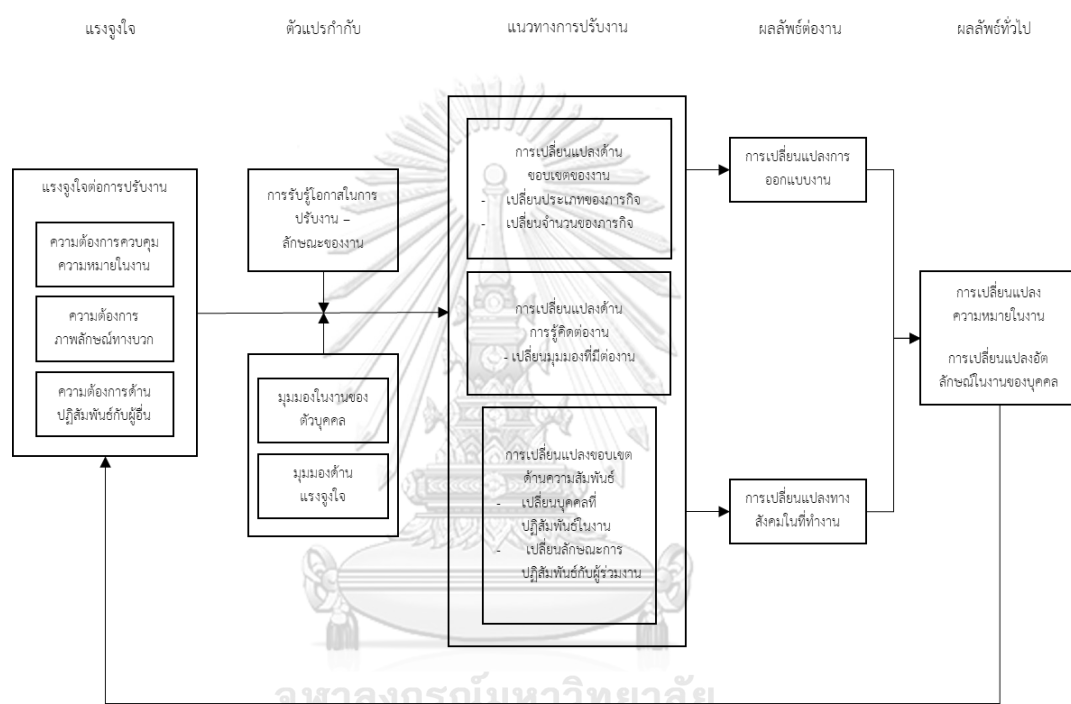 แรงจูงใจ
ตัวแปรกำกับ
แนวทางการปรับงาน
ผลลัพธ์ต่องาน
ผลลัพธ์ทั่วไป
แรงจูงใจต่อการปรับงาน
ความต้องการควบคุม
ความหมายในงาน
ความต้องการ
ภาพลักษณ์ทางบวก
ความต้องการด้าน
ปฏิสัมพันธ์กับผู้อื่น
การรับรู้โอกาสในการ
ปรับงาน –
ลักษณะของงาน
มุมมองในงานของ
ตัวบุคคล
มุมมองด้าน
แรงจูงใจ
การเปลี่ยนแปลงด้าน
ขอบเขตของงาน
- เปลี่ยนประเภทของภารกิจ
- เปลี่ยนจำนวนของภารกิจ
การเปลี่ยนแปลงด้าน
การรู้คิดต่องาน
- เปลี่ยนมุมมองที่มีต่องาน
การเปลี่ยนแปลงขอบเขต
ด้านความสัมพันธ์
- เปลี่ยนบุคคลที่
ปฏิสัมพันธ์ในงาน
- เปลี่ยนลักษณะการ
ปฏิสัมพันธ์กับผู้ร่วมงาน
การเปลี่ยนแปลงการ
ออกแบบงาน
การเปลี่ยนแปลงทาง
สังคมในที่ทำงาน
การเปลี่ยนแปลง
ความหมายในงาน
การเปลี่ยนแปลงอัต
ลักษณ์ในงานของบุคคล
จุฬาลงกรณ์มหาวิทยาลัย